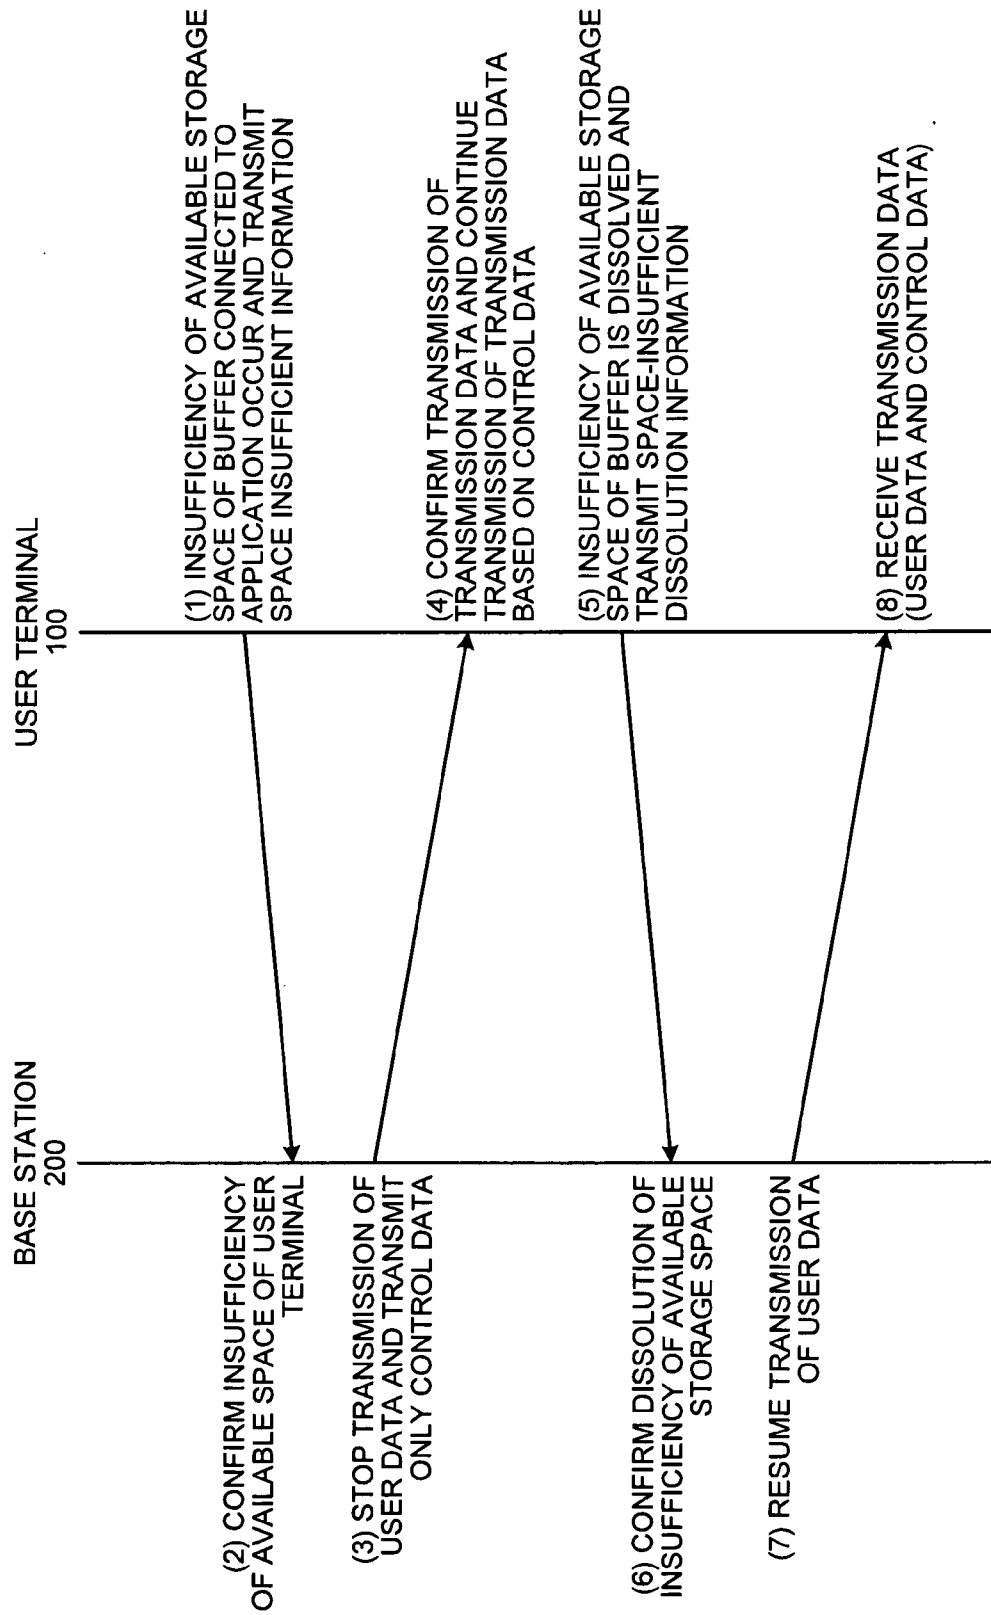 BASE STATION
200
USER TERMINAL
100
(1) INSUFFICIENCY OF AVAILABLE STORAGE
SPACE OF BUFFER CONNECTED TO
APPLICATION OCCUR AND TRANSMIT
SPACE INSUFFICIENT INFORMATION
(2) CONFIRM INSUFFICIENCY
OF AVAILABLE SPACE OF USER
TERMINAL
(3) STOP TRANSMISSION OF
USER DATA AND TRANSMIT
ONLY CONTROL DATA
(4) CONFIRM TRANSMISSION OF
TRANSMISSION DATA AND CONTINUE
TRANSMISSION OF TRANSMISSION DATA
BASED ON CONTROL DATA
(5) INSUFFICIENCY OF AVAILABLE STORAGE
SPACE OF BUFFER IS DISSOLVED AND
TRANSMIT SPACE-INSUFFICIENT
DISSOLUTION INFORMATION
(6) CONFIRM DISSOLUTION OF
INSUFFICIENCY OF AVAILABLE
STORAGE SPACE
(7) RESUME TRANSMISSION
OF USER DATA
(8) RECEIVE TRANSMISSION DATA
(USER DATA AND CONTROL DATA)